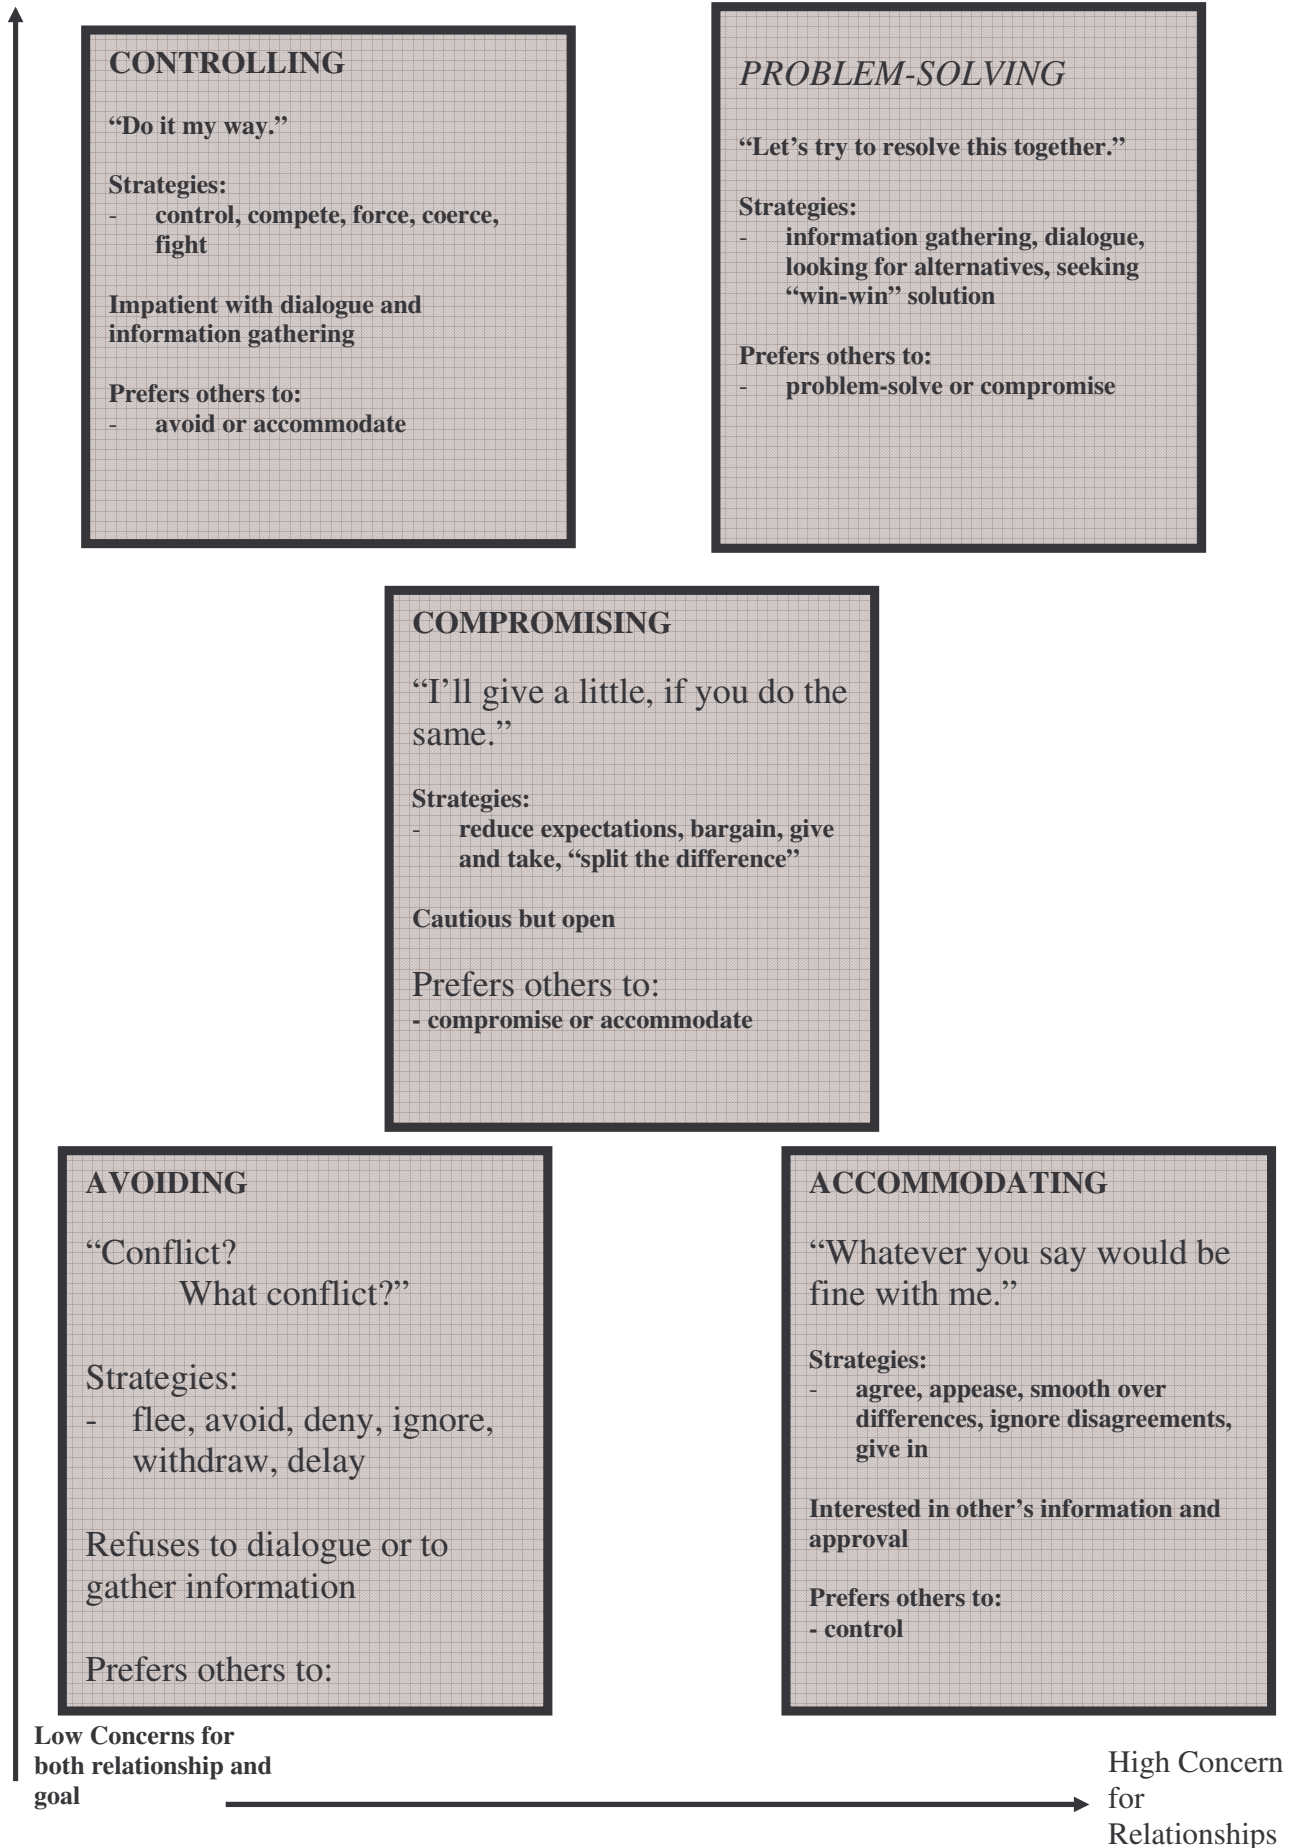 CONTROLLING
“Do it my way.”
Strategies:
- control, compete, force, coerce,
fight
Impatient with dialogue and
information gathering
Prefers others to:
- avoid or accommodate
PROBLEM-SOLVING
“Let’s try to resolve this together.”
Strategies:
- information gathering, dialogue,
looking for alternatives, seeking
“win-win” solution
Prefers others to:
- problem-solve or compromise
COMPROMISING
“I’ll give a little, if you do the
same.”
Strategies:
- reduce expectations, bargain, give
and take, “split the difference”
Cautious but open
Prefers others to:
- compromise or accommodate
AVOIDING
“Conflict?
What conflict?”
Strategies:
- flee, avoid, deny, ignore,
withdraw, delay
Refuses to dialogue or to
gather information
Prefers others to:
ACCOMMODATING
“Whatever you say would be
fine with me.”
Strategies:
- agree, appease, smooth over
differences, ignore disagreements,
give in
Interested in other’s information and
approval
Prefers others to:
- control
Low Concerns for
both relationship and
goal
High Concern
for
Relationships